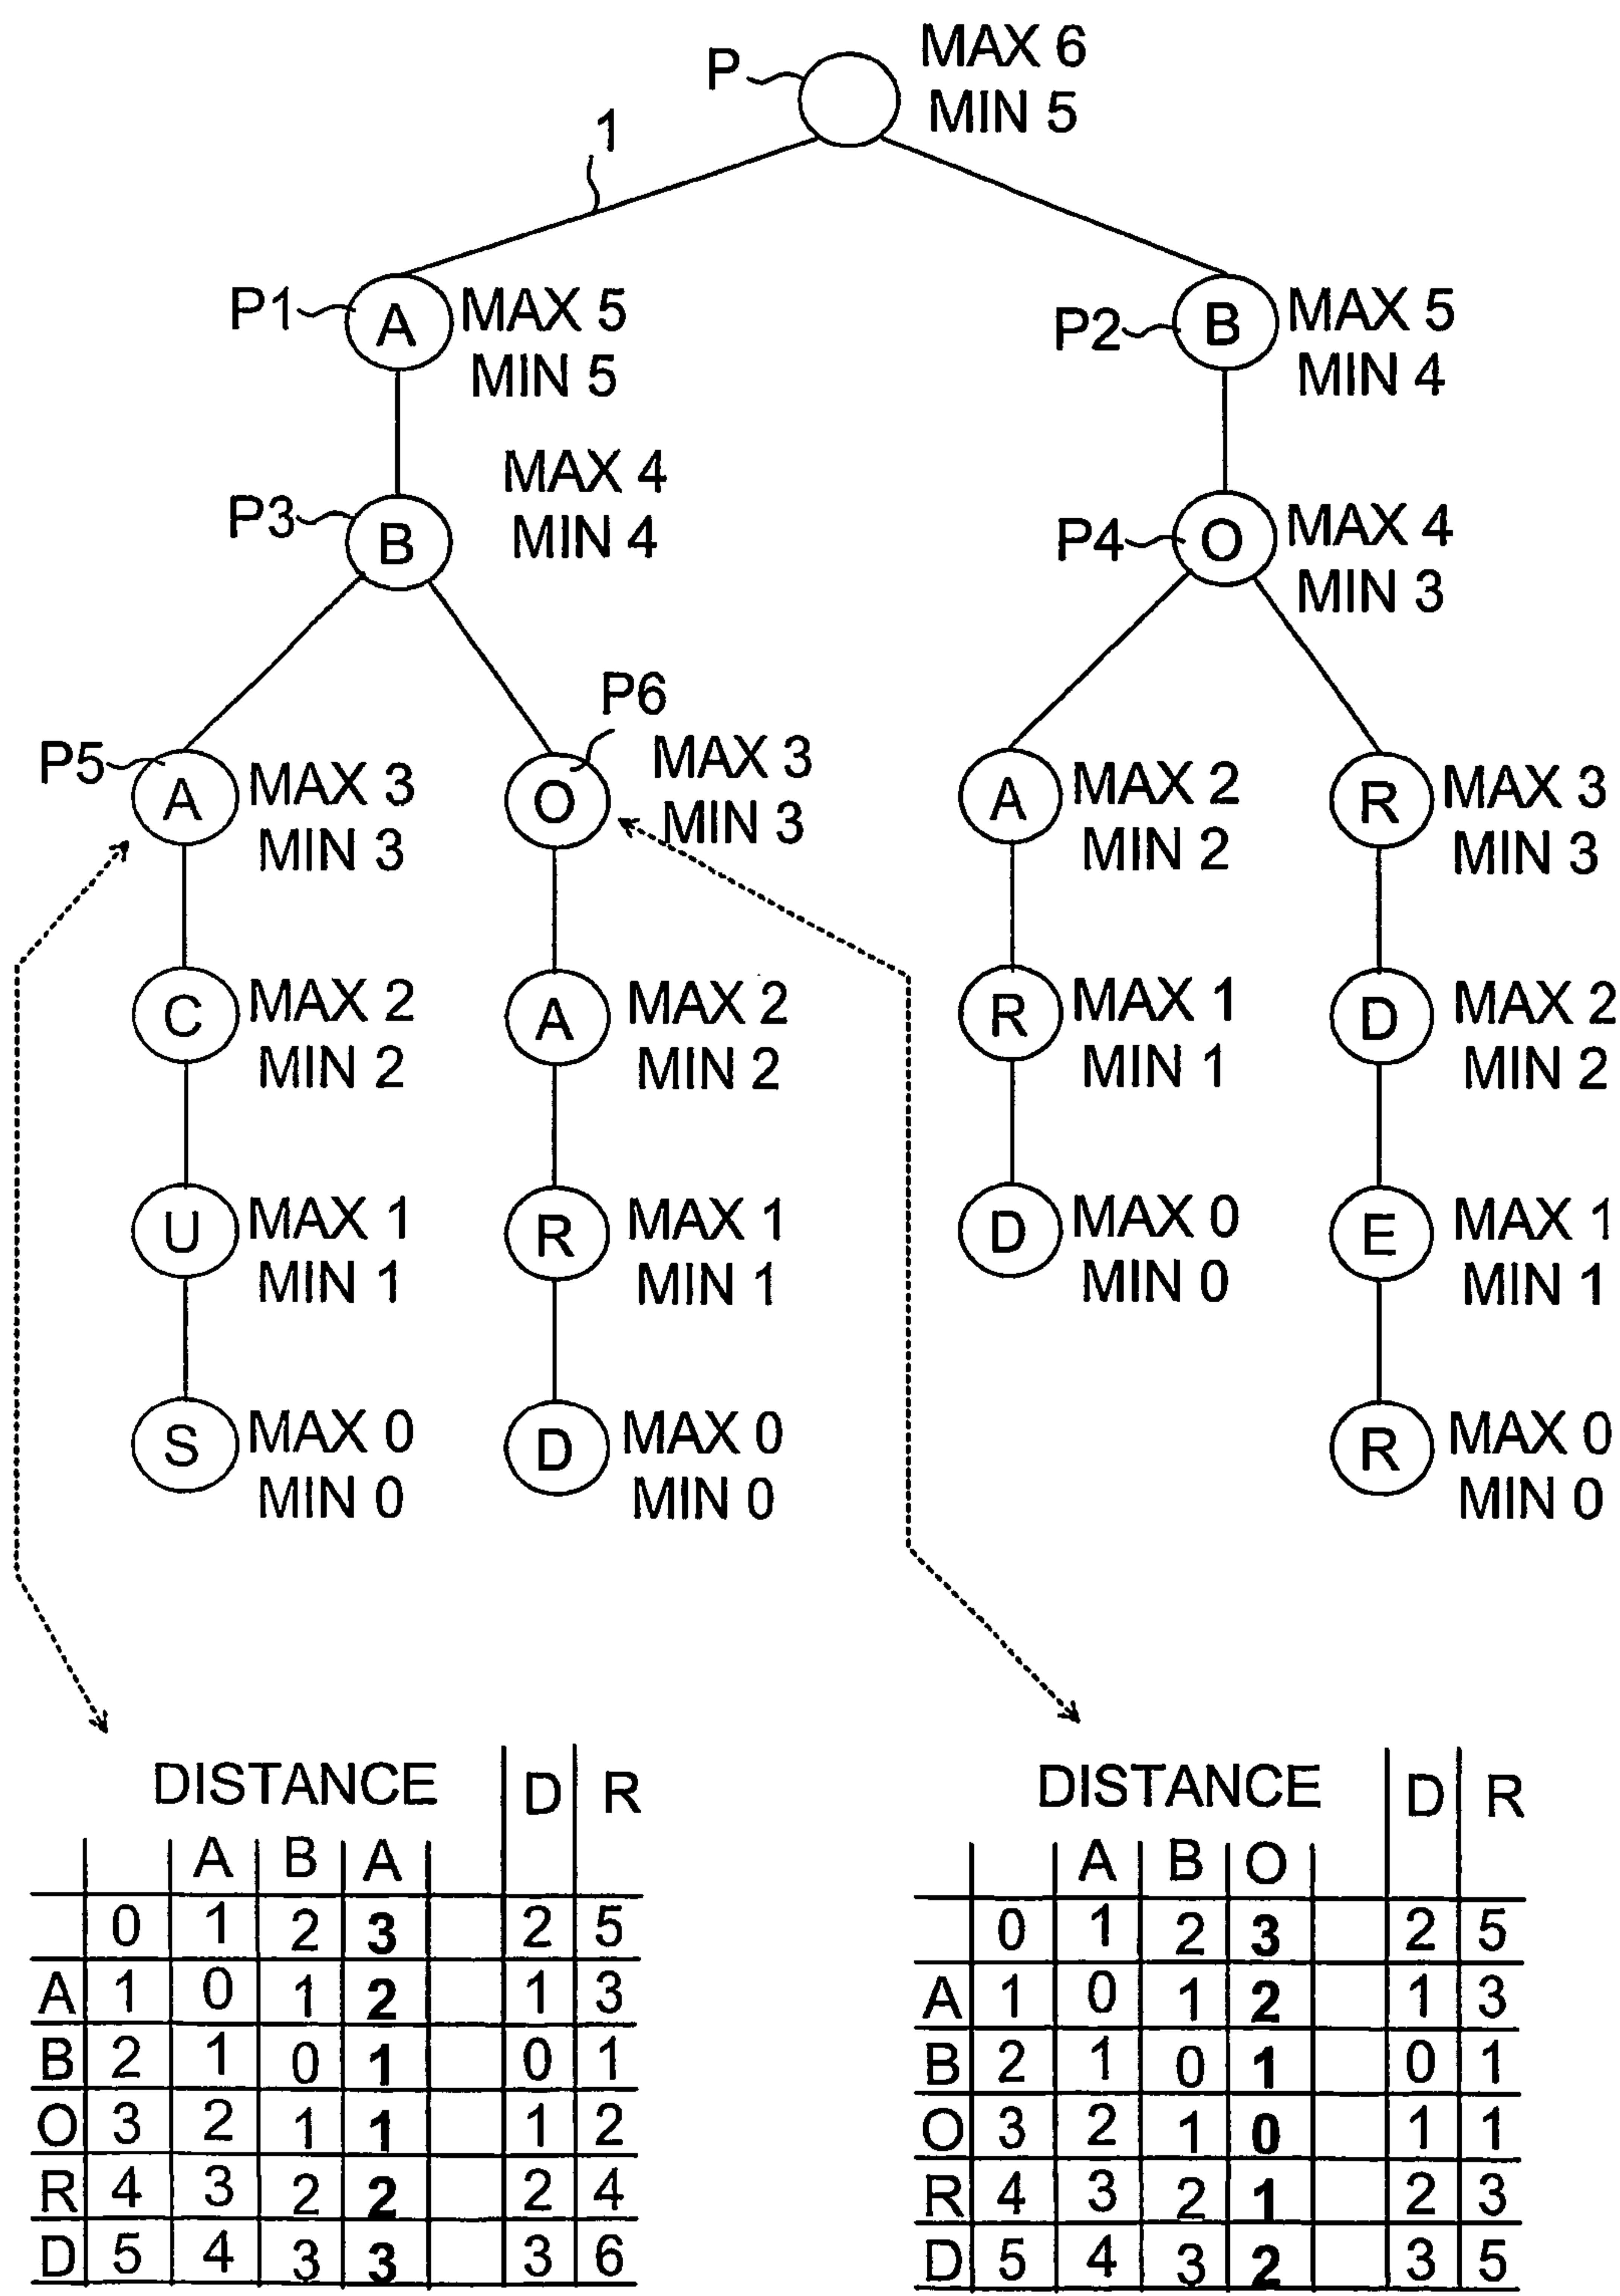 P MAX 6
MIN 5
1
P1 A MAX 5
MIN 5
P2 B MAX 5
MIN 4
P3 B MAX 4
MIN 4
P4 O MAX 4
MIN 3
P5 A MAX 3
MIN 3
P6
O MAX 3
MIN 3
A MAX 2
MIN 2
R MAX 3
MIN 3
C MAX 2
MIN 2
A MAX 2
MIN 2
R MAX 1
MIN 1
D MAX 2
MIN 2
U MAX 1
MIN 1
R MAX 1
MIN 1
D MAX 0
MIN 0
E MAX 1
MIN 1
S MAX 0
MIN 0
D MAX 0
MIN 0
R MAX 0
MIN 0
DISTANCE D R
A B A
0 1 2 3 2 5
A 1 0 1 2 1 3
B 2 1 0 1 0 1
O 3 2 1 1 1 2
R 4 3 2 2 2 4
D 5 4 3 3 3 6
DISTANCE D R
A B O
0 1 2 3 2 5
A 1 0 1 2 1 3
B 2 1 0 1 0 1
O 3 2 1 0 1 1
R 4 3 2 1 2 3
D 5 4 3 2 3 5